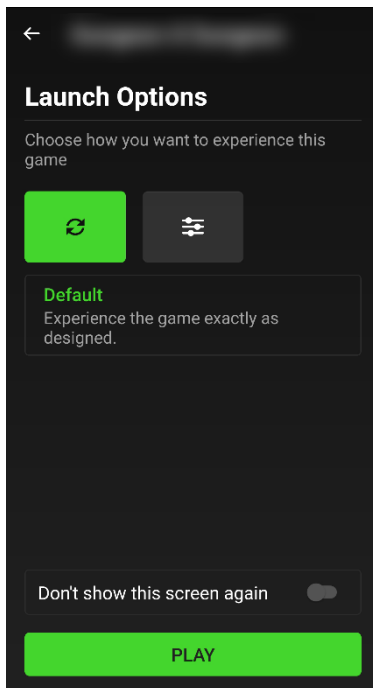 Launch Options
Choose how you want to experience this
game
Default
Experience the game exactly as
designed.
Don't show this screen again
PLAY